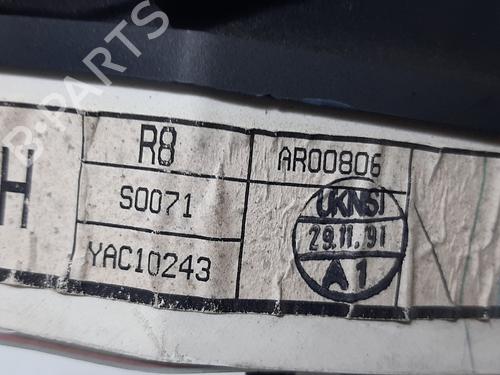 H
R8
AR00806
S0071
UKNSI
29.11.91
A1
YAC10243
B-PARTS